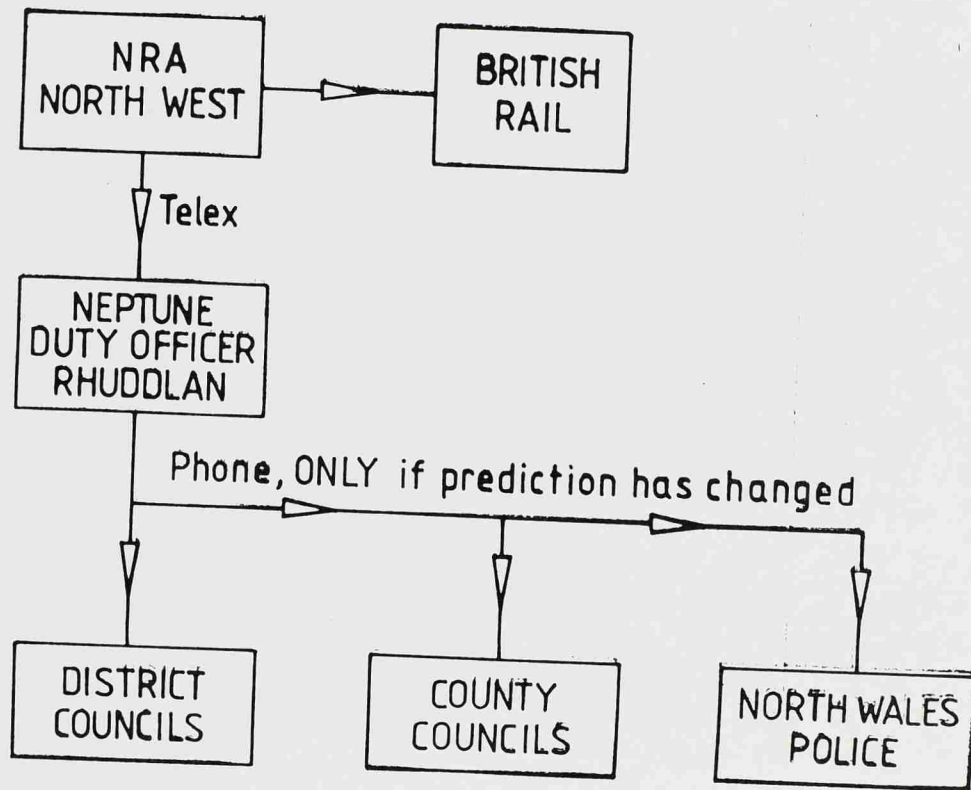 NRA
NORTH WEST
BRITISH
RAIL
Telex
NEPTUNE
DUTY OFFICER
RHUDDLAN
Phone, ONLY if prediction has changed
DISTRICT
COUNCILS
COUNTY
COUNCILS
NORTH WALES
POLICE